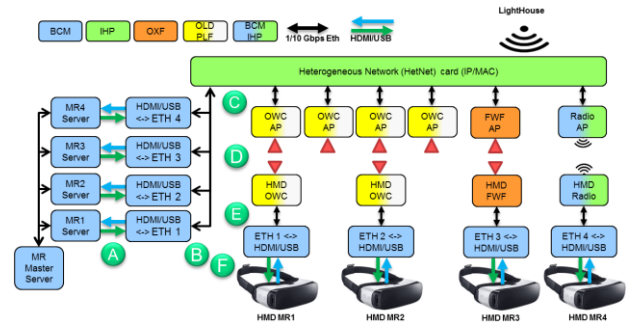 LightHouse
BCM
IHP
OXF
OLD
PLF
BCM
IHP
1/10 Gbps Eth
HDMI/USB
Heterogeneous Network (HetNet) card (IP/MAC)
MR4
Server
HDMI/USB
<-> ETH 4
MR3
Server
HDMI/USB
<-> ETH 3
MR2
Server
HDMI/USB
<-> ETH 2
MR1
Server
HDMI/USB
<-> ETH 1
MR
Master
Server
A
B
C
D
E
F
OWC
AP
OWC
AP
OWC
AP
OWC
AP
FWF
AP
Radio
AP
HMD
OWC
HMD
OWC
HMD
FWF
HMD
Radio
ETH 1 <->
HDMI/USB
ETH 2 <->
HDMI/USB
ETH 3 <->
HDMI/USB
ETH 4 <->
HDMI/USB
HMD MR1
HMD MR2
HMD MR3
HMD MR4